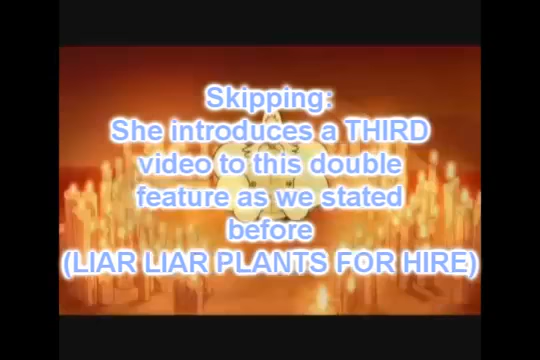 Skipping:
She introduces a THIRD
video to this double
feature as we stated
before
(LIAR LIAR PLANTS FOR HIRE)